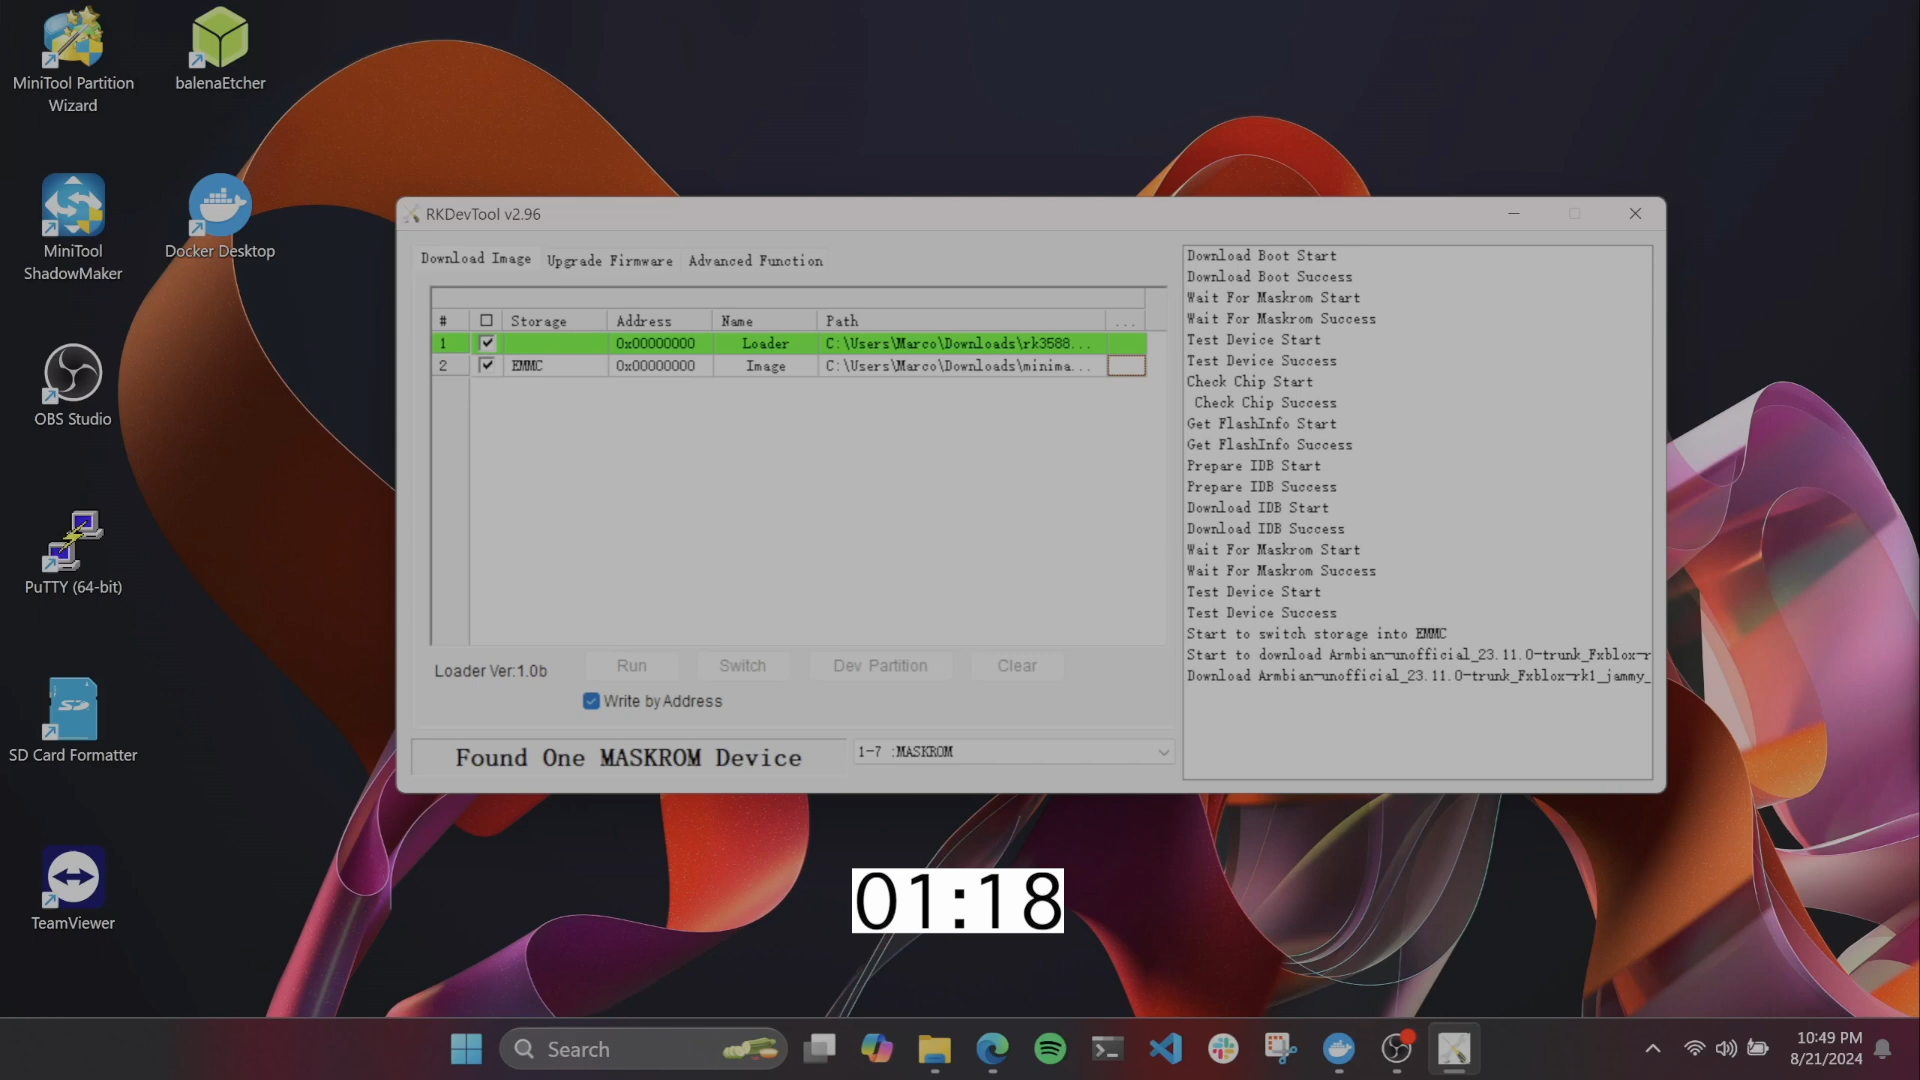 MiniTool Partition
Wizard
balenaEtcher
MiniTool
ShadowMaker
Docker Desktop
OBS Studio
PuTTY (64-bit)
SD
SD Card Formatter
TeamViewer
RKDevTool v2.96
Download Image Upgrade Firmware Advanced Function
# Storage Address Name Path ...
1 0x00000000 Loader C:\Users\Marco\Downloads\rk3588...
2 EMMC 0x00000000 Image C:\Users\Marco\Downloads\minima...
Loader Ver:1.0b Run Switch Dev Partition Clear
Write by Address
Found One MASKROM Device 1-7 :MASKROM
Download Boot Start
Download Boot Success
Wait For Maskrom Start
Wait For Maskrom Success
Test Device Start
Test Device Success
Check Chip Start
Check Chip Success
Get FlashInfo Start
Get FlashInfo Success
Prepare IDB Start
Prepare IDB Success
Download IDB Start
Download IDB Success
Wait For Maskrom Start
Wait For Maskrom Success
Test Device Start
Test Device Success
Start to switch storage into EMMC
Start to download Armbian-unofficial_23.11.0-trunk_Fxblox-r
Download Armbian-unofficial_23.11.0-trunk_Fxblox-rk1_jammy_
01:18
Search
10:49 PM
8/21/2024